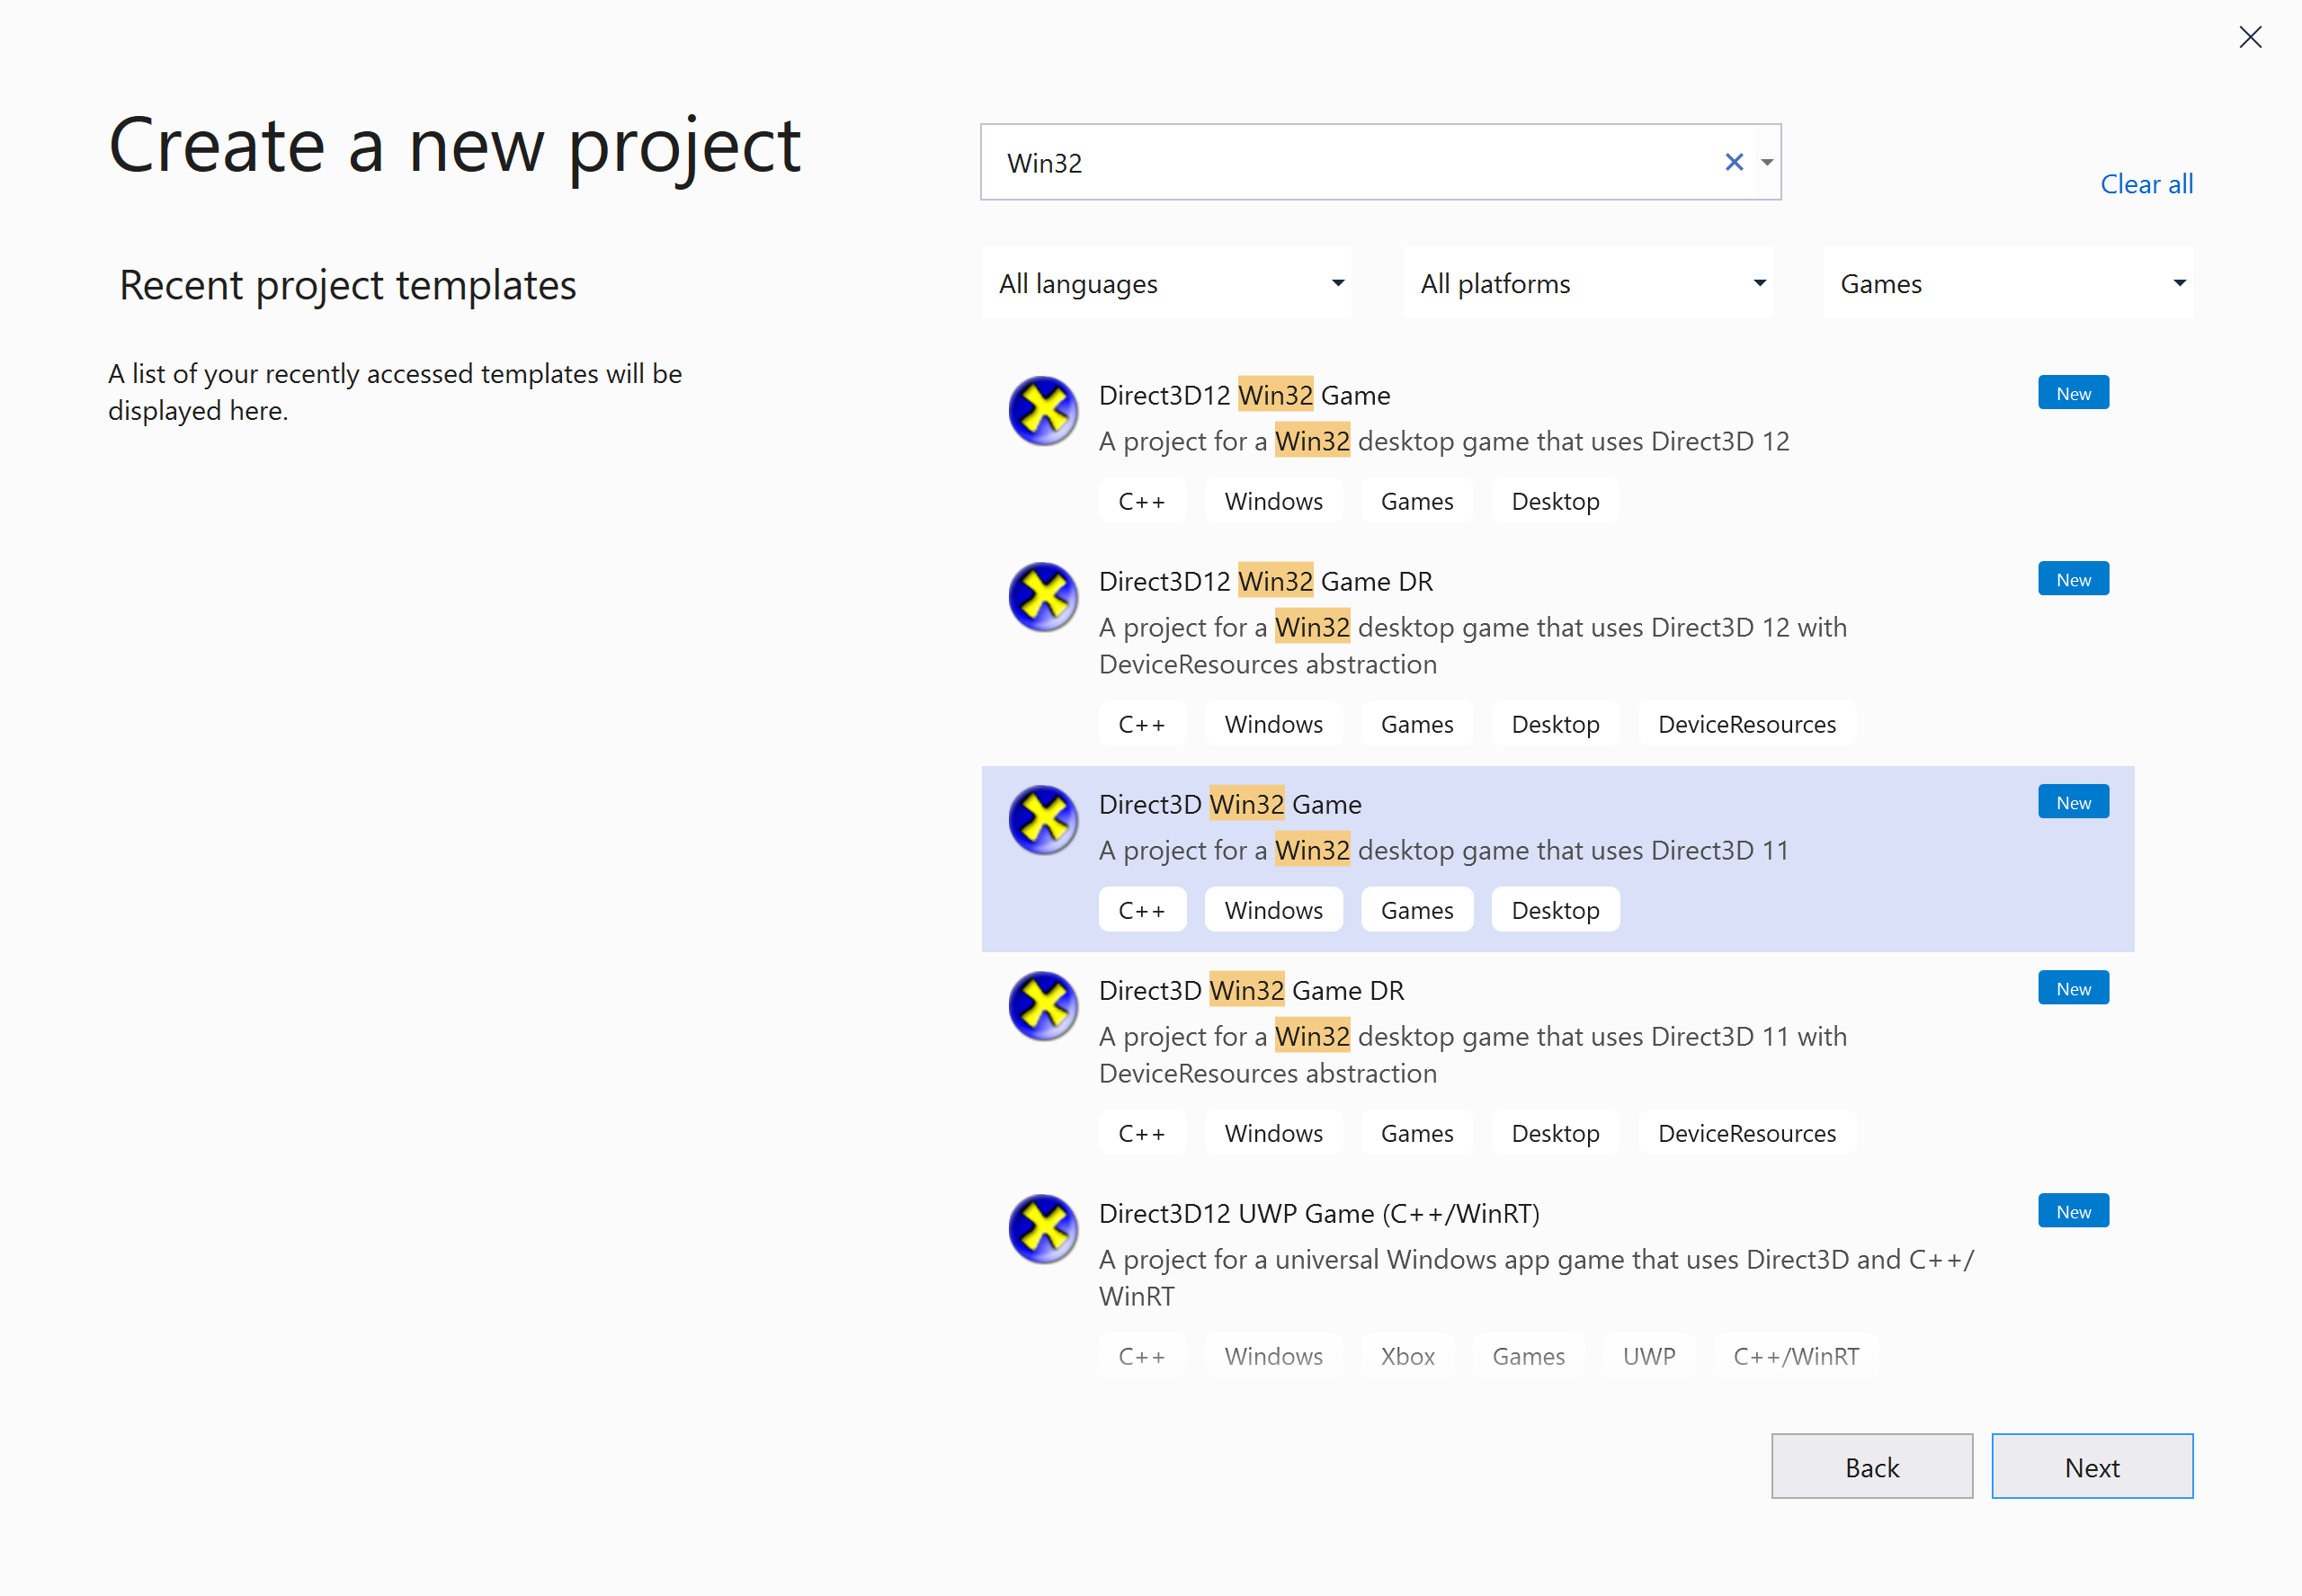 Create a new project
Recent project templates
A list of your recently accessed templates will be
displayed here.
Win32
Clear all
All languages
All platforms
Games
Direct3D12 Win32 Game
New
A project for a Win32 desktop game that uses Direct3D 12
C++ Windows Games Desktop
Direct3D12 Win32 Game DR
New
A project for a Win32 desktop game that uses Direct3D 12 with
DeviceResources abstraction
C++ Windows Games Desktop DeviceResources
Direct3D Win32 Game
New
A project for a Win32 desktop game that uses Direct3D 11
C++ Windows Games Desktop
Direct3D Win32 Game DR
New
A project for a Win32 desktop game that uses Direct3D 11 with
DeviceResources abstraction
C++ Windows Games Desktop DeviceResources
Direct3D12 UWP Game (C++/WinRT)
New
A project for a universal Windows app game that uses Direct3D and C++/
WinRT
C++ Windows Xbox Games UWP C++/WinRT
Back
Next